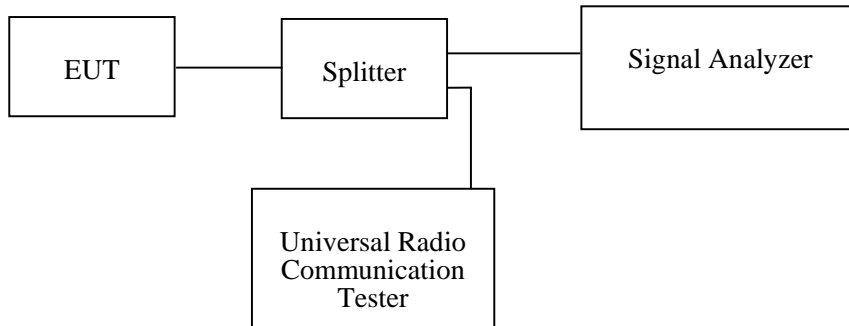 EUT
Splitter
Signal Analyzer
Universal Radio
Communication
Tester